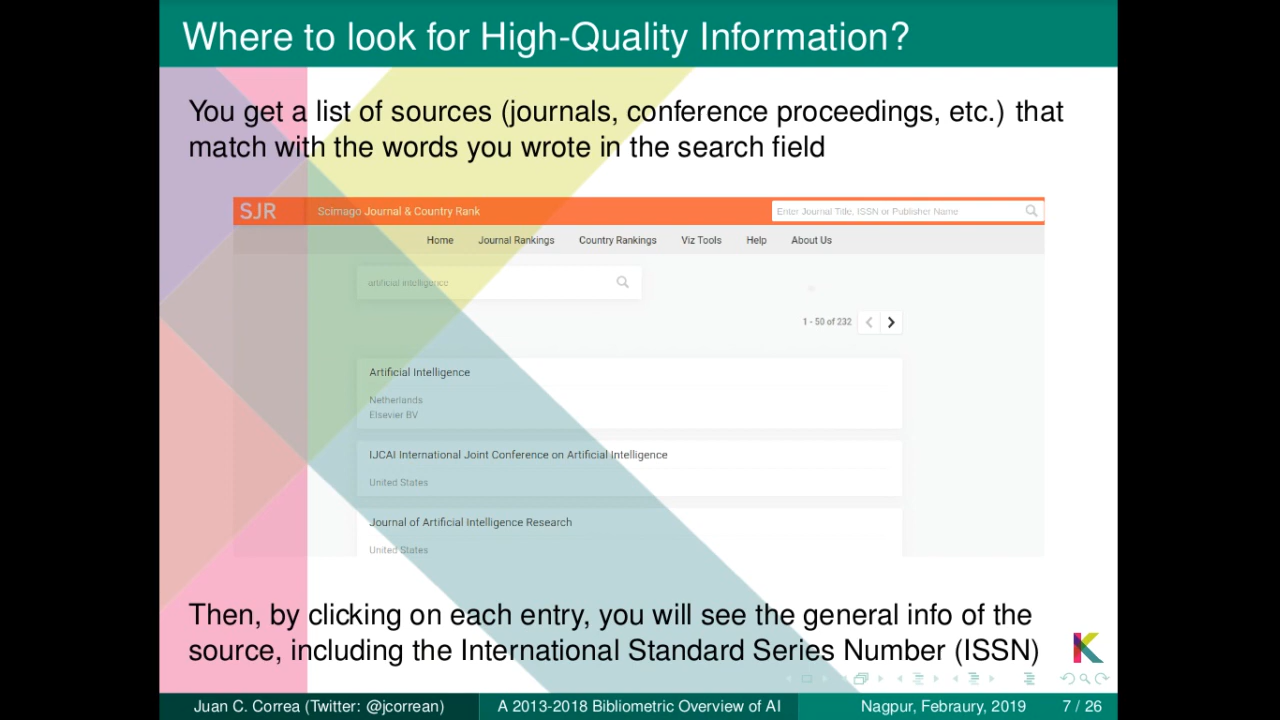 Where to look for High-Quality Information?
You get a list of sources (journals, conference proceedings, etc.) that
match with the words you wrote in the search field
SJR Scimago Journal & Country Rank Enter Journal Title, ISSN or Publisher Name
Home Journal Rankings Country Rankings Viz Tools Help About Us
artificial intelligence
1 - 50 of 232
Artificial Intelligence
Netherlands
Elsevier BV
IJCAI International Joint Conference on Artificial Intelligence
United States
Journal of Artificial Intelligence Research
United States
Then, by clicking on each entry, you will see the general info of the
source, including the International Standard Series Number (ISSN)
K
Juan C. Correa (Twitter: @jcorrean) A 2013-2018 Bibliometric Overview of AI Nagpur, Febraury, 2019 7 / 26